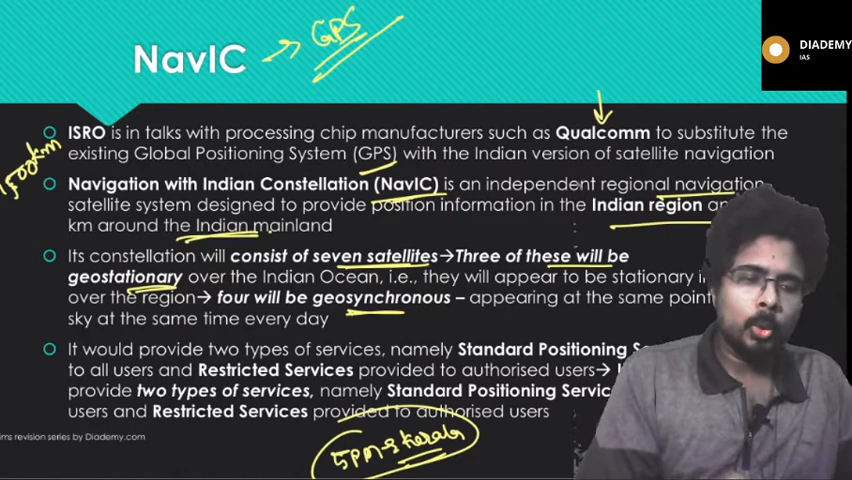 NavIC → GPS
DIADEMY
IAS
ISRO is in talks with processing chip manufacturers such as Qualcomm to substitute the
existing Global Positioning System (GPS) with the Indian version of satellite navigation
1500km
Navigation with Indian Constellation (NavIC) is an independent regional navigation
satellite system designed to provide position information in the Indian region
km around the Indian mainland
Its constellation will consist of seven satellites→Three of these will be
geostationary over the Indian Ocean, i.e., they will appear to be stationary
over the region→ four will be geosynchronous – appearing at the same point
sky at the same time every day
It would provide two types of services, namely Standard Positioning
to all users and Restricted Services provided to authorised users→
provide two types of services, namely Standard Positioning
users and Restricted Services provided to authorised users
ims revision series by Diademy.com
5PM → Kerala